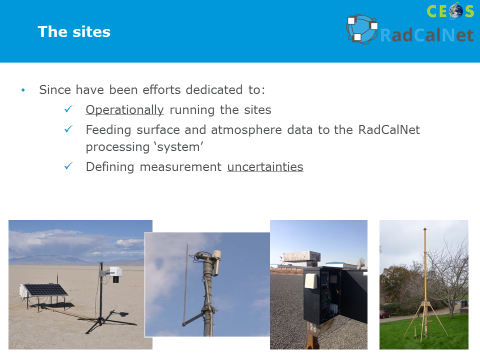 CEOS
The sites
RadCalNet
• Since have been efforts dedicated to:
✓ Operationally running the sites
✓ Feeding surface and atmosphere data to the RadCalNet
processing ‘system’
✓ Defining measurement uncertainties